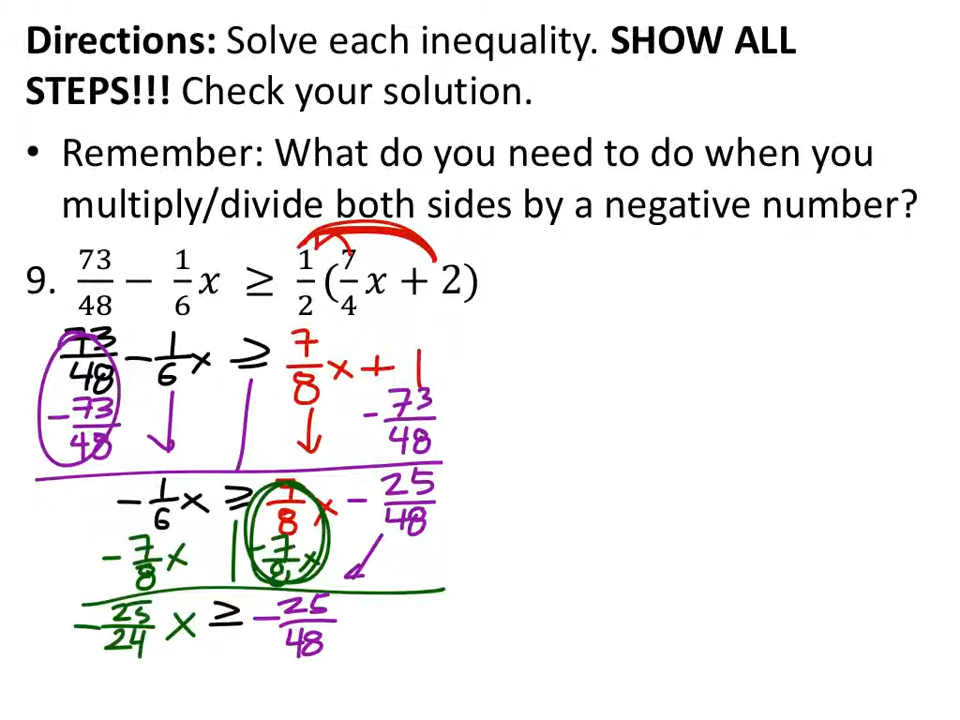 Directions: Solve each inequality. SHOW ALL
STEPS!!! Check your solution.
• Remember: What do you need to do when you
multiply/divide both sides by a negative number?
9. 73/48 − 1/6 x ≥ 1/2 (7/4 x + 2)
73/48 − 1/6 x ≥ 7/8 x + 1
− 73/48 − 73/48
− 1/6 x ≥ 7/8 x − 25/48
− 7/8 x − 7/8 x
− 25/24 x ≥ − 25/48